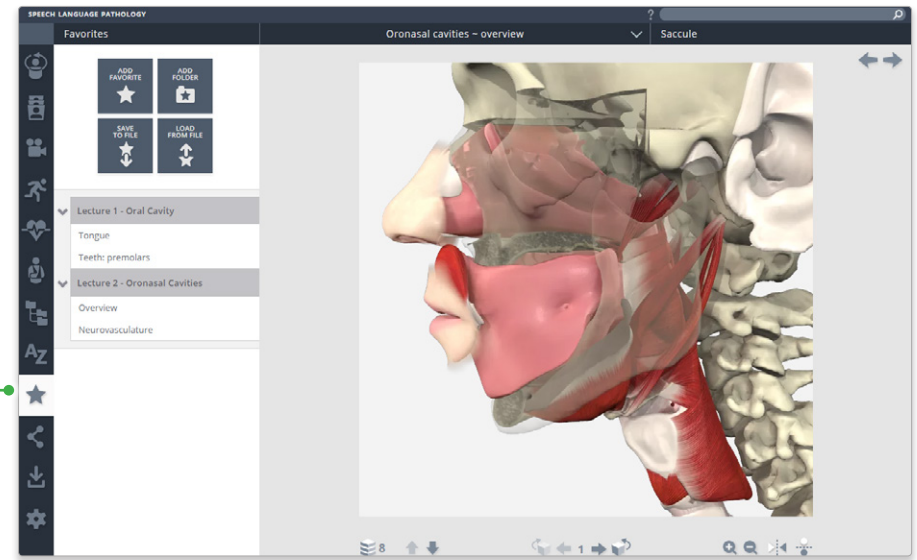 SPEECH LANGUAGE PATHOLOGY
?
Favorites
Oronasal cavities – overview
Saccule
ADD FAVORITE
ADD FOLDER
SAVE TO FILE
LOAD FROM FILE
Lecture 1 - Oral Cavity
Tongue
Teeth: premolars
Lecture 2 - Oronasal Cavities
Overview
Neurovasculature
AZ
8
1